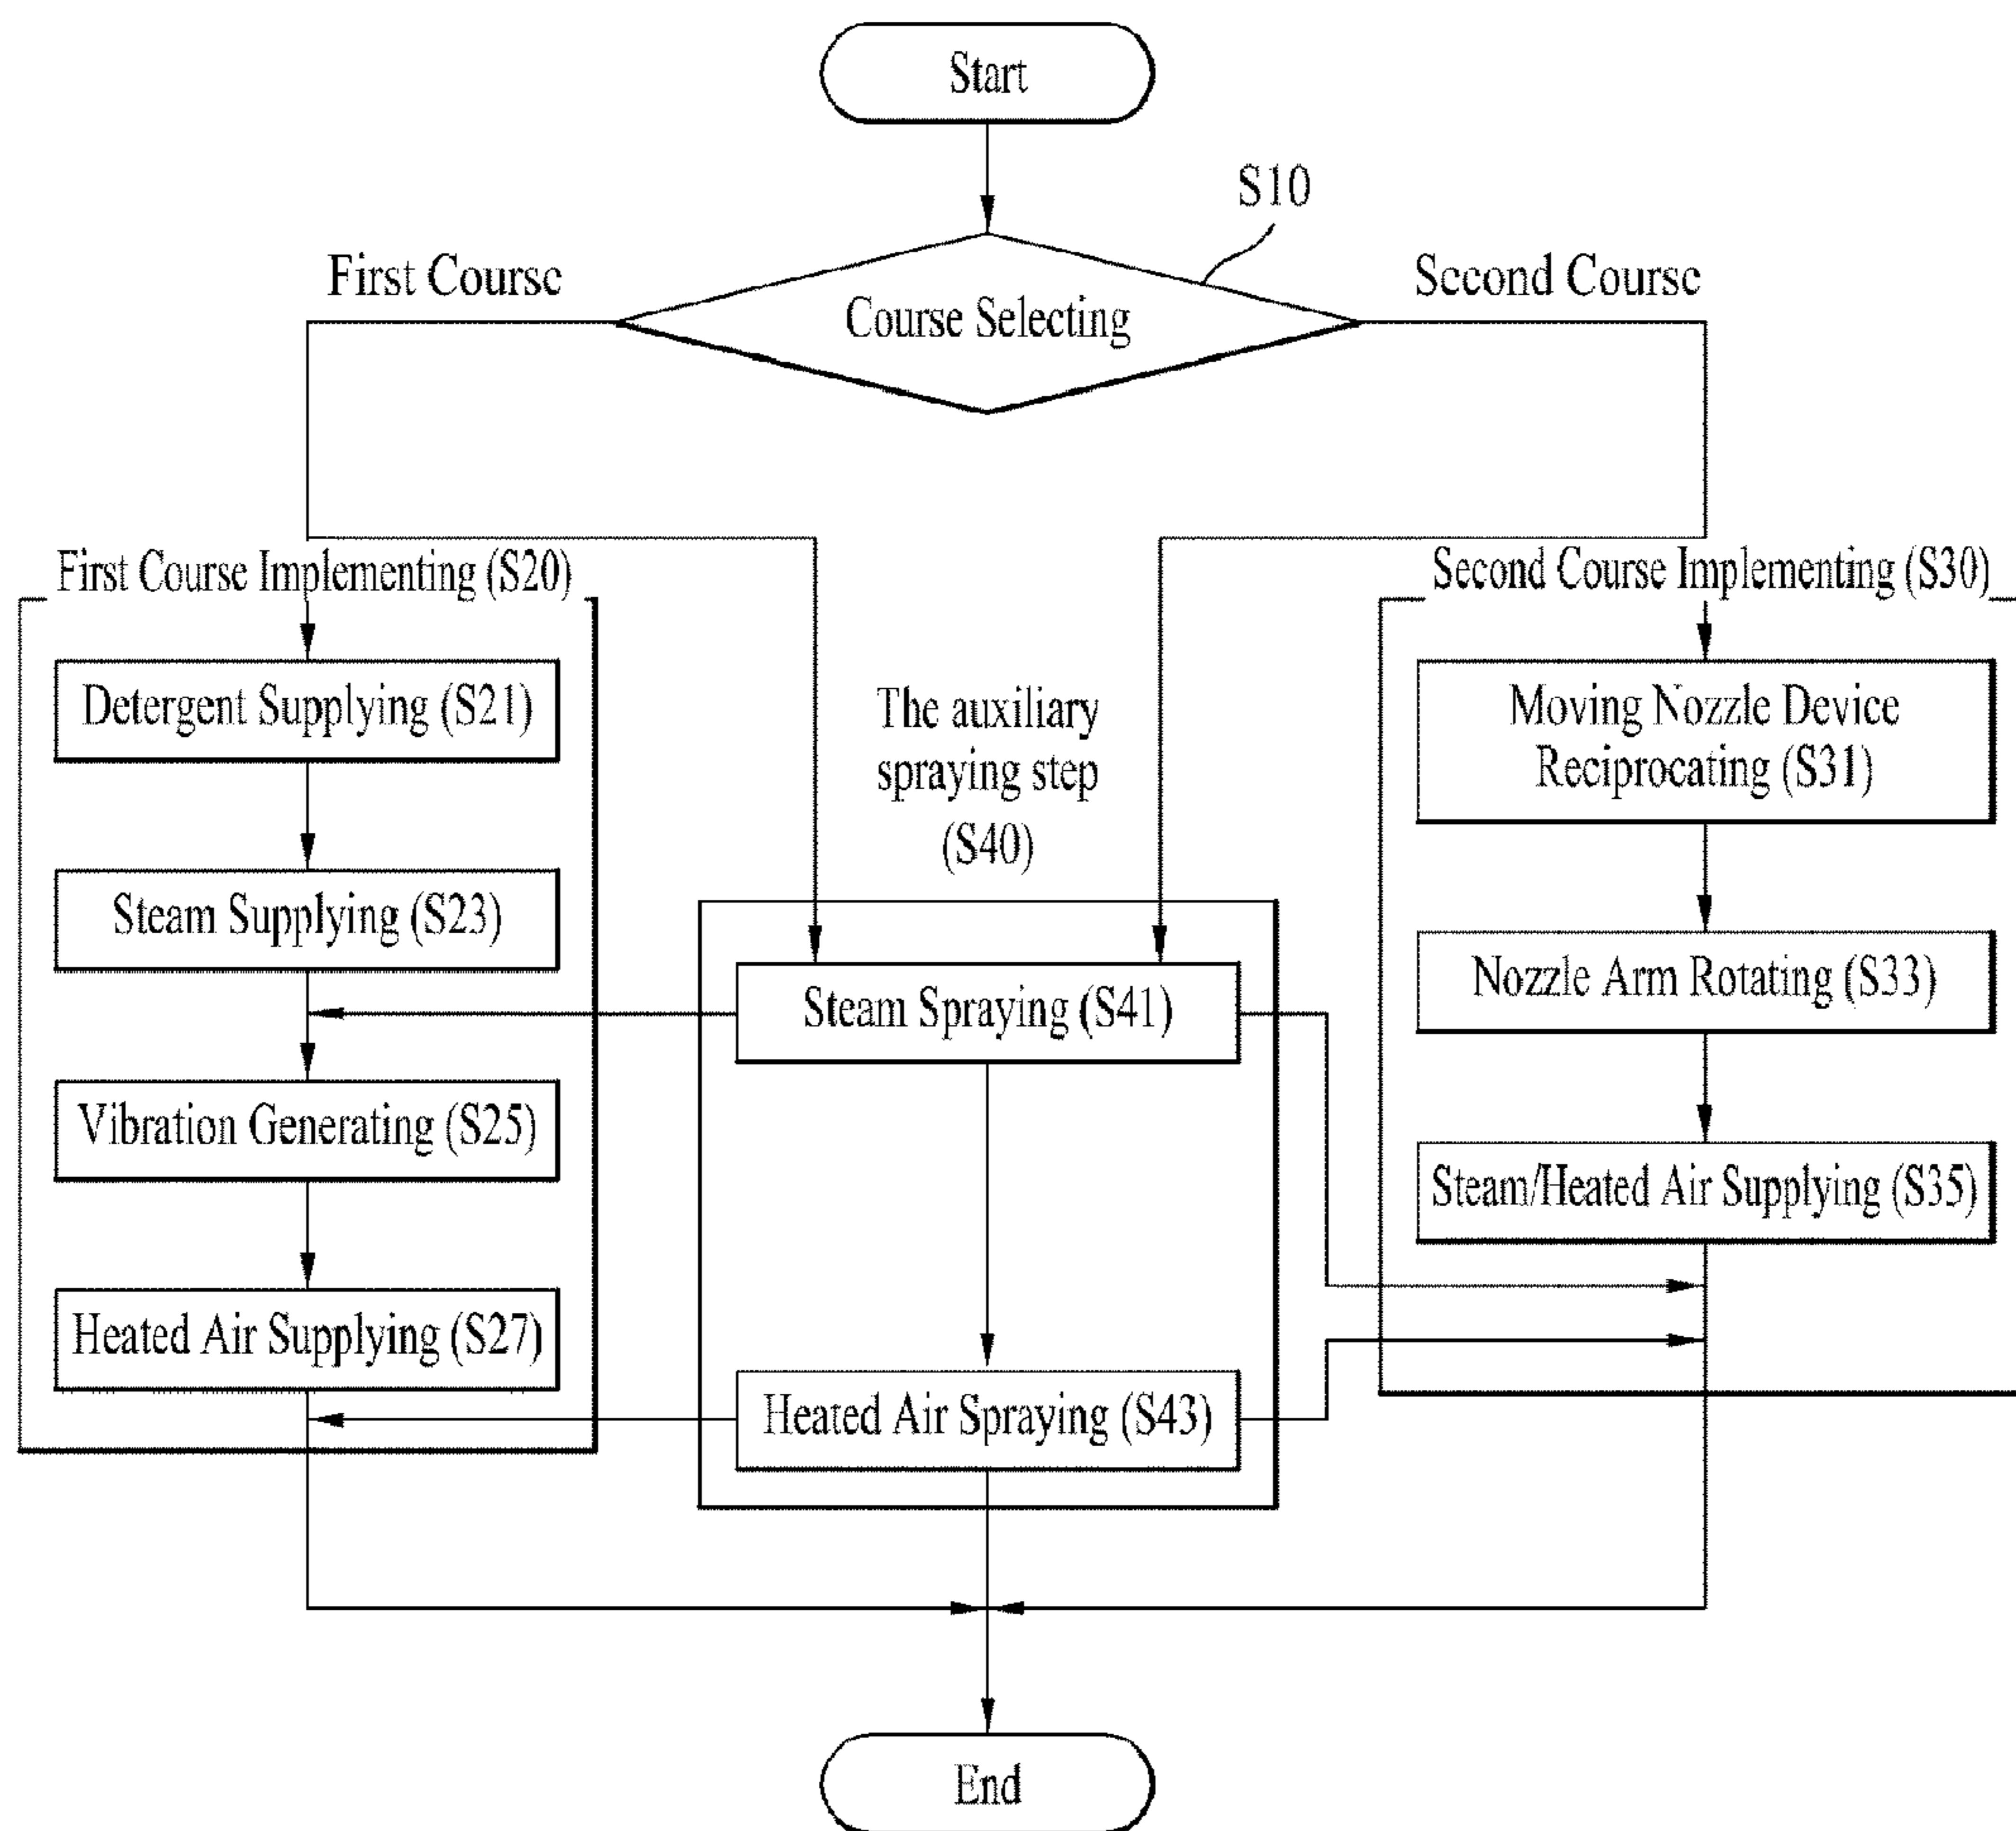 Start
S10
First Course
Second Course
Course Selecting
First Course Implementing (S20)
Detergent Supplying (S21)
Steam Supplying (S23)
Vibration Generating (S25)
Heated Air Supplying (S27)
The auxiliary
spraying step
(S40)
Steam Spraying (S41)
Heated Air Spraying (S43)
Second Course Implementing (S30)
Moving Nozzle Device
Reciprocating (S31)
Nozzle Arm Rotating (S33)
Steam/Heated Air Supplying (S35)
End